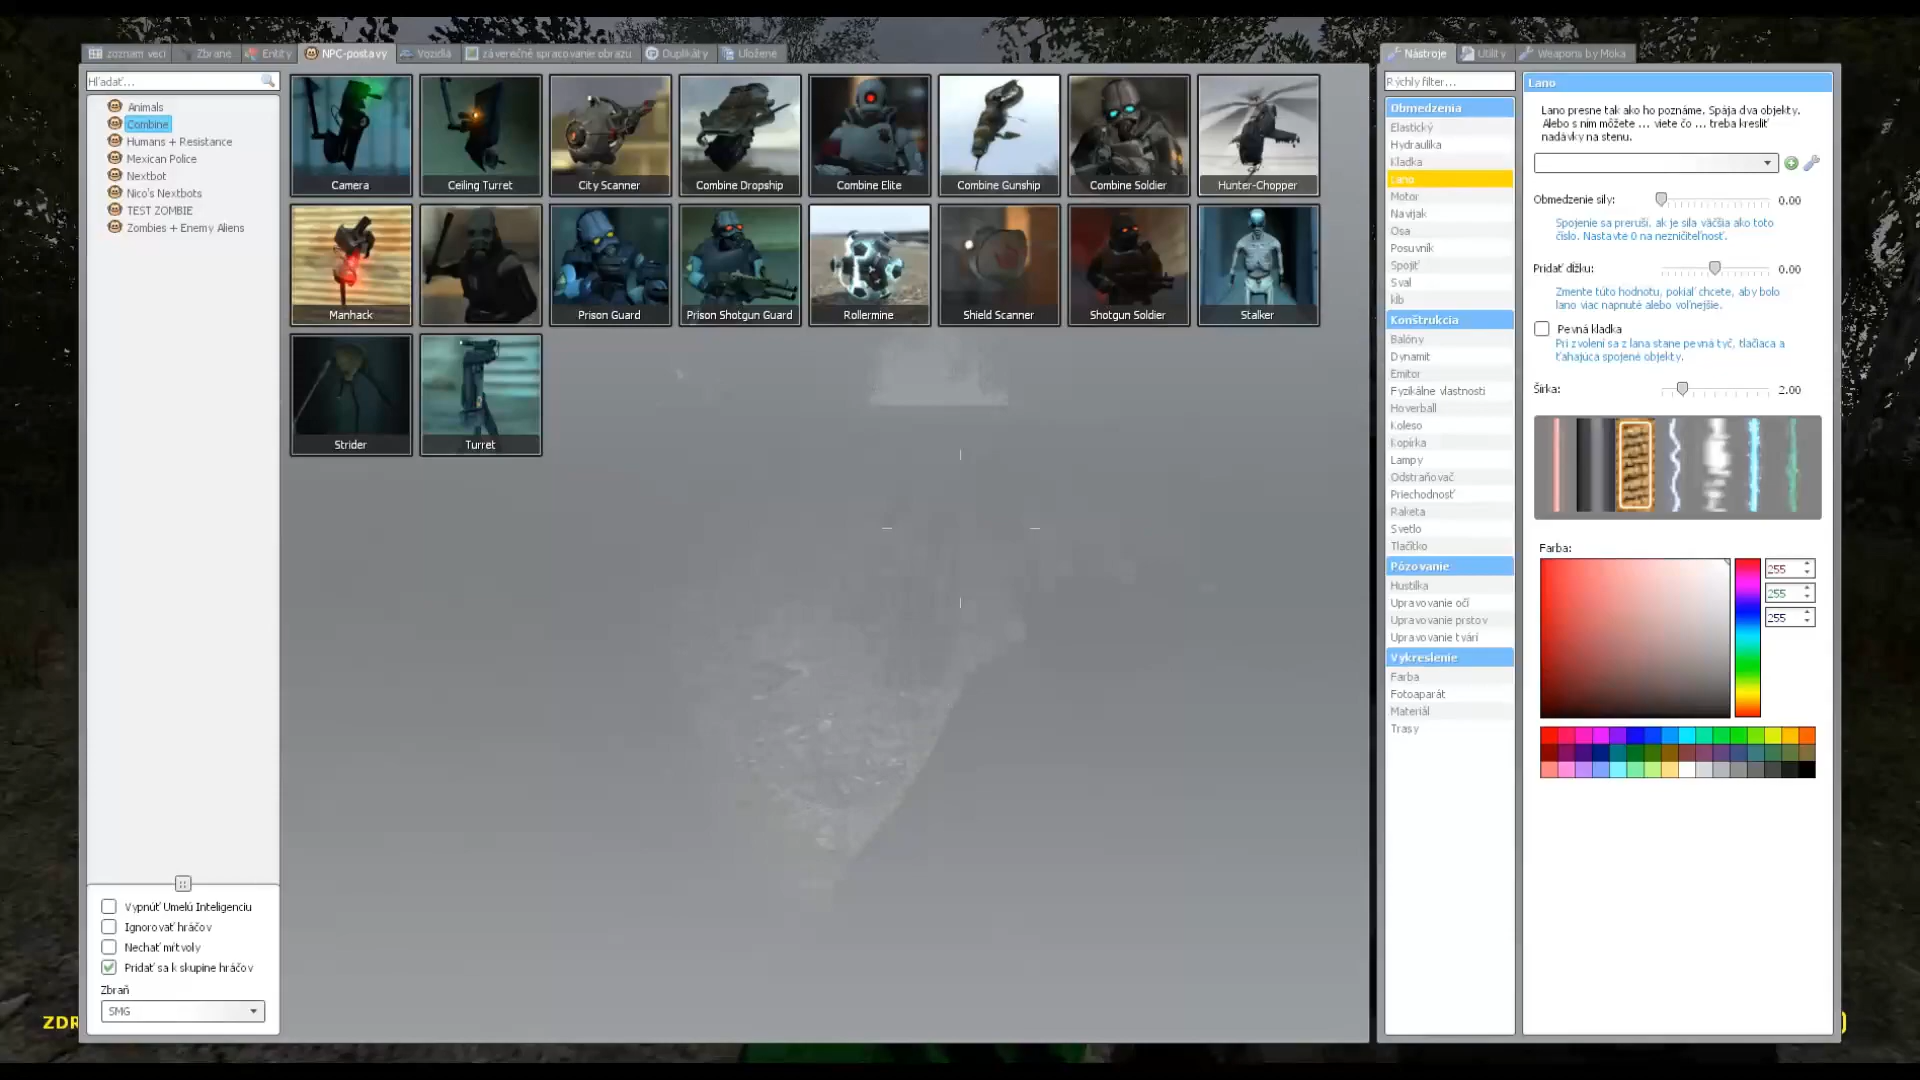 zoznam vecí
Zbrane
Entity
NPC-postavy
Vozidlá
záverečné spracovanie obrazu
Duplikáty
Uložené
Hľadať...
Animals
Combine
Humans + Resistance
Mexican Police
Nextbot
Nico's Nextbots
TEST ZOMBIE
Zombies + Enemy Aliens
Camera
Ceiling Turret
City Scanner
Combine Dropship
Combine Elite
Combine Gunship
Combine Soldier
Hunter-Chopper
Manhack
Prison Guard
Prison Shotgun Guard
Rollermine
Shield Scanner
Shotgun Soldier
Stalker
Strider
Turret
Vypnúť Umelú Inteligenciu
Ignorovať hráčov
Nechať mŕtvoly
Pridať sa k skupine hráčov
Zbraň
SMG
ZDR
Nástroje
Utility
Weapons by Moka
Rýchly filter...
Obmedzenia
Elastický
Hydraulika
Kladka
Lano
Motor
Navijak
Osa
Posuvník
Spojiť
Sval
kĺb
Konštrukcia
Balóny
Dynamit
Emitor
Fyzikálne vlastnosti
Hoverball
Koleso
Kopírka
Lampy
Odstraňovač
Priechodnosť
Raketa
Svetlo
Tlačítko
Pózovanie
Hustilka
Upravovanie očí
Upravovanie prstov
Upravovanie tvári
Vykreslenie
Farba
Fotoaparát
Materiál
Trasy
Lano
Lano presne tak ako ho poznáme. Spája dva objekty.
Alebo s ním môžete ... viete čo ... treba kresliť
nadávky na stenu.
Obmedzenie sily:
0.00
Spojenie sa preruší, ak je sila väčšia ako toto
číslo. Nastavte 0 na nezničiteľnosť.
Pridať dĺžku:
0.00
Zmente túto hodnotu, pokiaľ chcete, aby bolo
lano viac napnuté alebo voľnejšie.
Pevná kladka
Pri zvolení sa z lana stane pevná tyč, tlačiaca a
ťahajúca spojené objekty.
Šírka:
2.00
Farba:
255
255
255